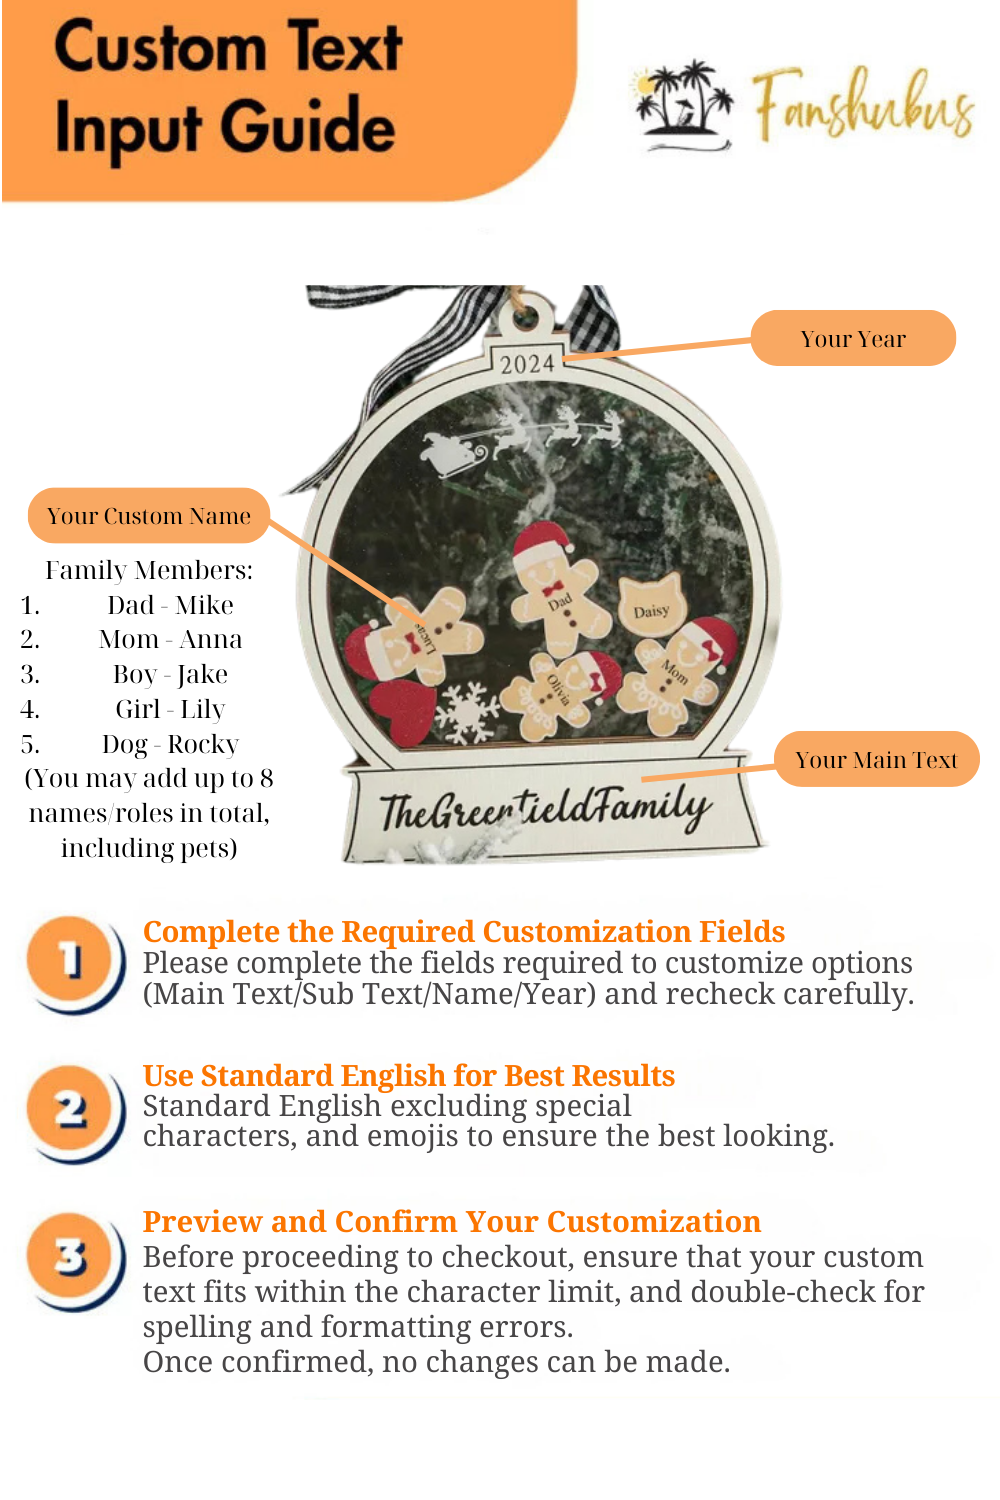 Custom Text
Input Guide
Fanshubus
Your Year
2024
Your Custom Name
Family Members:
1. Dad - Mike
2. Mom - Anna
3. Boy - Jake
4. Girl - Lily
5. Dog - Rocky
(You may add up to 8
names/roles in total,
including pets)
Dad
Daisy
Lucas
Olivia
Mom
Your Main Text
TheGreenfieldFamily
1
Complete the Required Customization Fields
Please complete the fields required to customize options
(Main Text/Sub Text/Name/Year) and recheck carefully.
2
Use Standard English for Best Results
Standard English excluding special
characters, and emojis to ensure the best looking.
3
Preview and Confirm Your Customization
Before proceeding to checkout, ensure that your custom
text fits within the character limit, and double-check for
spelling and formatting errors.
Once confirmed, no changes can be made.